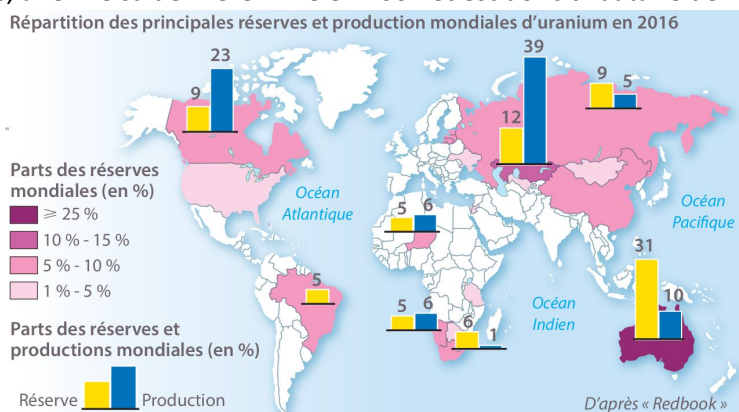 Répartition des principales réserves et production mondiales d'uranium en 2016
39
23
9
9
5
12
Parts des réserves
mondiales (en %)
⩾ 25 %
10 % - 15 %
5 % - 10 %
1 % - 5 %
Océan
Atlantique
Océan
Pacifique
5 6
31
10
5
5 6
6
1
Océan
Indien
Parts des réserves et
productions mondiales (en %)
Réserve Production
D'après « Redbook »